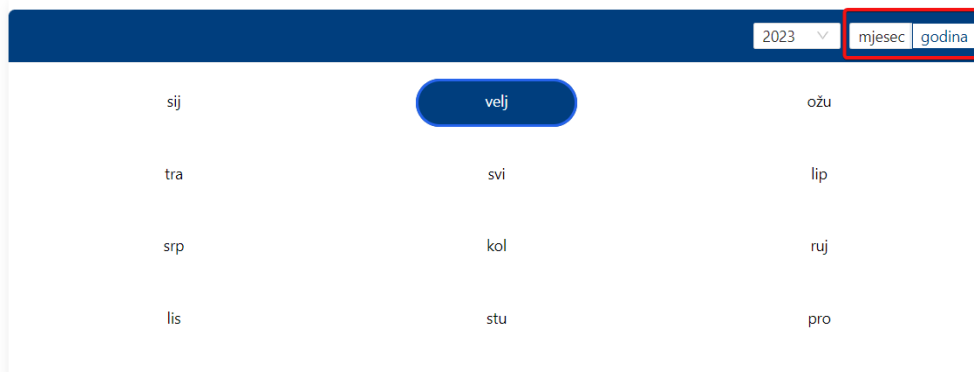 2023 mjesec godina
sij velj ožu
tra svi lip
srp kol ruj
lis stu pro